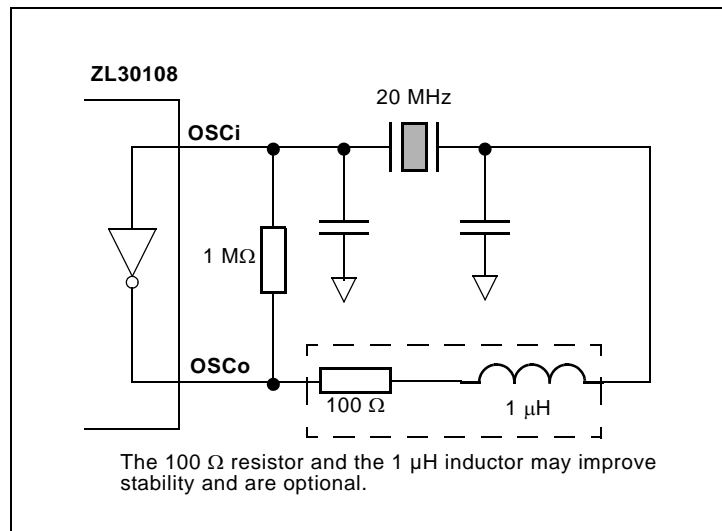 ZL30108
20 MHz
OSCi
1 MΩ
OSCo
100 Ω
1 μH
The 100 Ω resistor and the 1 µH inductor may improve
stability and are optional.